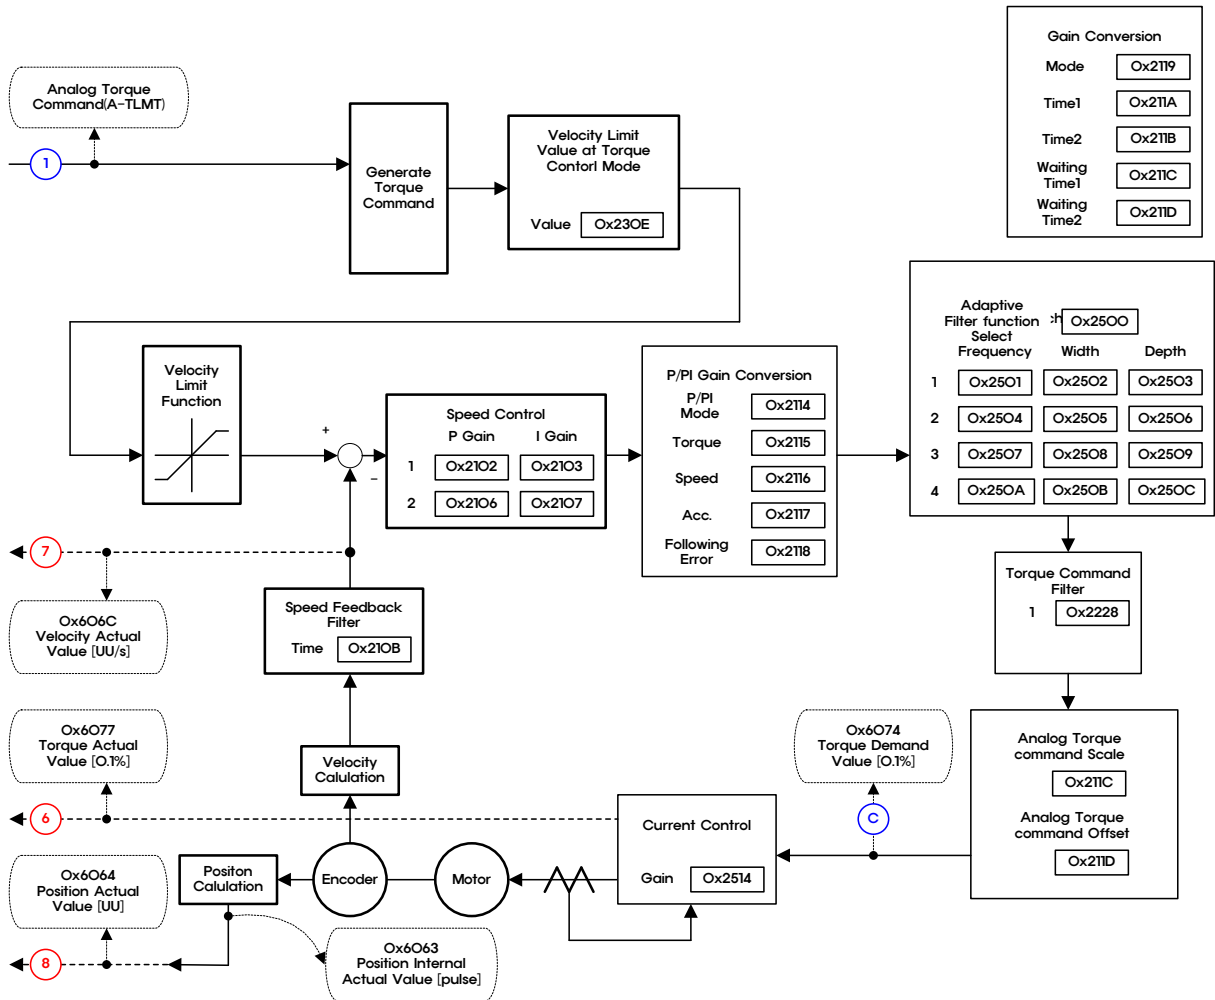 Analog Torque
Command(A-TLMT)
1
Generate
Torque
Command
Velocity Limit
Value at Torque
Contorl Mode
Value 0x230E
Gain Conversion
Mode 0x2119
Time1 0x211A
Time2 0x211B
Waiting
Time1 0x211C
Waiting
Time2 0x211D
Velocity
Limit
Function
+
−
Speed Control
P Gain I Gain
1 0x2102 0x2103
2 0x2106 0x2107
P/PI Gain Conversion
P/PI
Mode 0x2114
Torque 0x2115
Speed 0x2116
Acc. 0x2117
Following
Error 0x2118
Adaptive
Filter function
Select 0x2500
Frequency Width Depth
1 0x2501 0x2502 0x2503
2 0x2504 0x2505 0x2506
3 0x2507 0x2508 0x2509
4 0x250A 0x250B 0x250C
7
0x606C
Velocity Actual
Value [UU/s]
Speed Feedback
Filter
Time 0x210B
Torque Command
Filter
1 0x2228
0x6077
Torque Actual
Value [0.1%]
Velocity
Calulation
0x6074
Torque Demand
Value [0.1%]
Analog Torque
command Scale
0x211C
Analog Torque
command Offset
0x211D
6
C
Current Control
Gain 0x2514
0x6064
Position Actual
Value [UU]
Positon
Calulation
Encoder
Motor
8
0x6063
Position Internal
Actual Value [pulse]